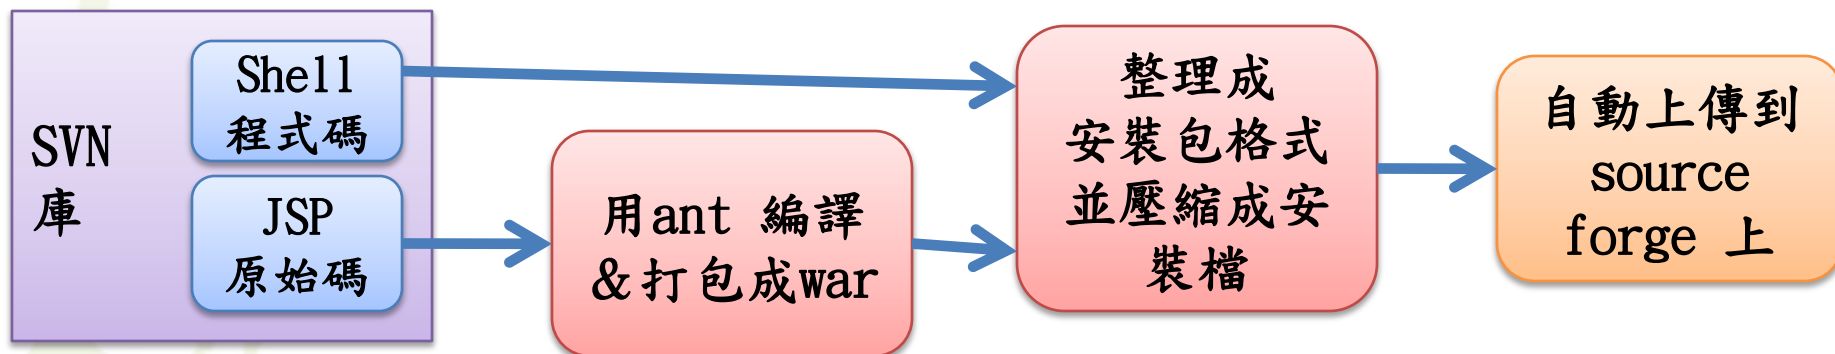 SVN
庫
Shell
程式碼
JSP
原始碼
用ant 編譯
&打包成war
整理成
安裝包格式
並壓縮成安
裝檔
自動上傳到
source
forge 上